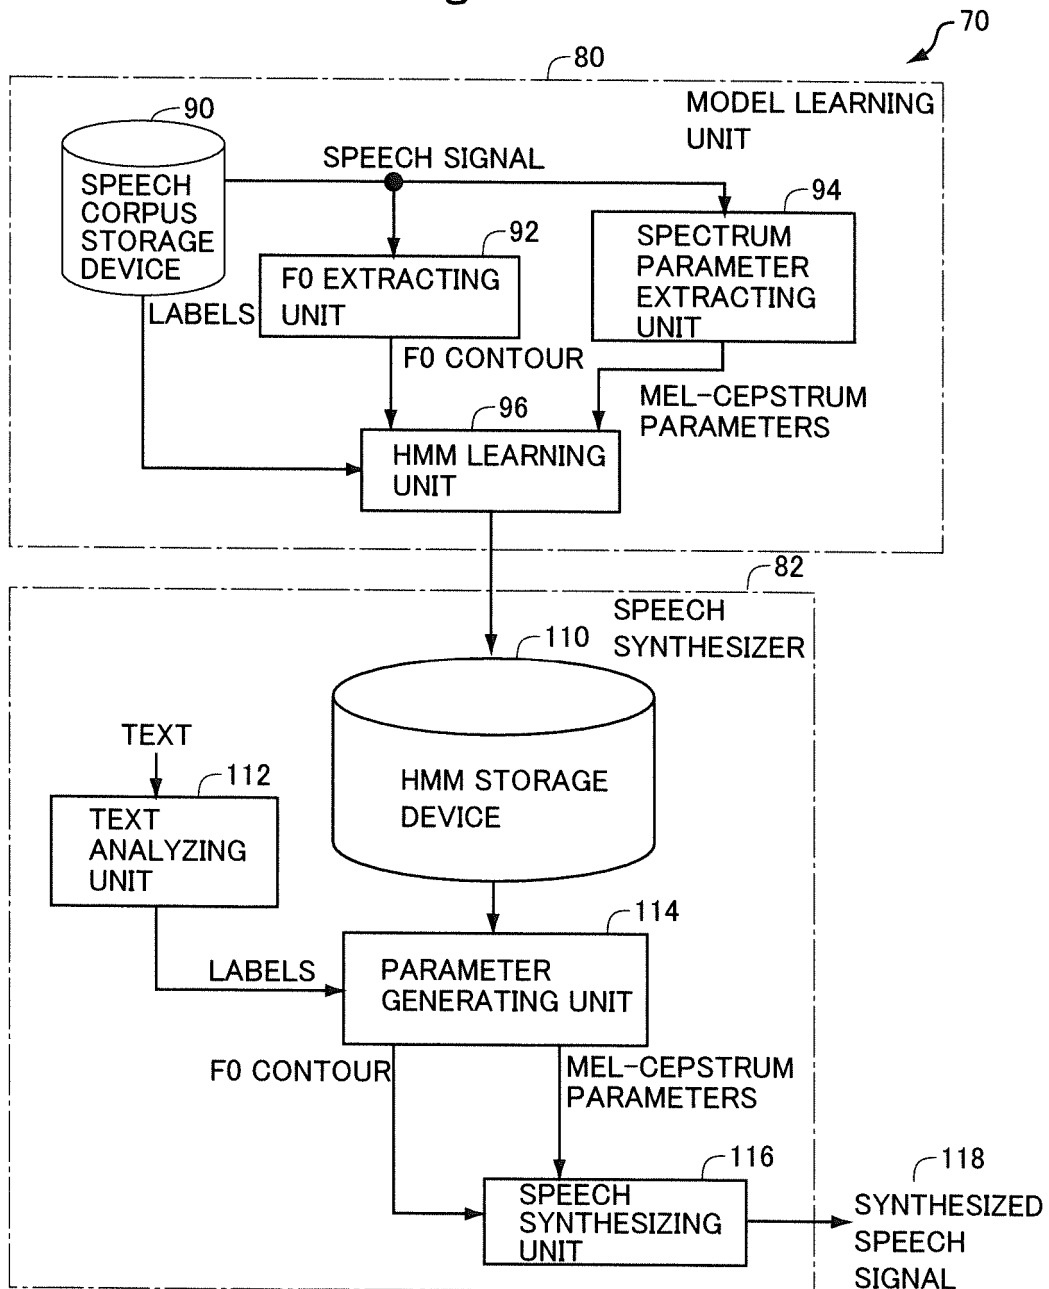 70
80
MODEL LEARNING
UNIT
90
SPEECH
CORPUS
STORAGE
DEVICE
SPEECH SIGNAL
94
SPECTRUM
PARAMETER
EXTRACTING
UNIT
92
F0 EXTRACTING
UNIT
LABELS
F0 CONTOUR
MEL-CEPSTRUM
PARAMETERS
96
HMM LEARNING
UNIT
82
SPEECH
SYNTHESIZER
110
HMM STORAGE
DEVICE
TEXT
112
TEXT
ANALYZING
UNIT
114
LABELS
PARAMETER
GENERATING UNIT
F0 CONTOUR
MEL-CEPSTRUM
PARAMETERS
116
SPEECH
SYNTHESIZING
UNIT
118
SYNTHESIZED
SPEECH
SIGNAL